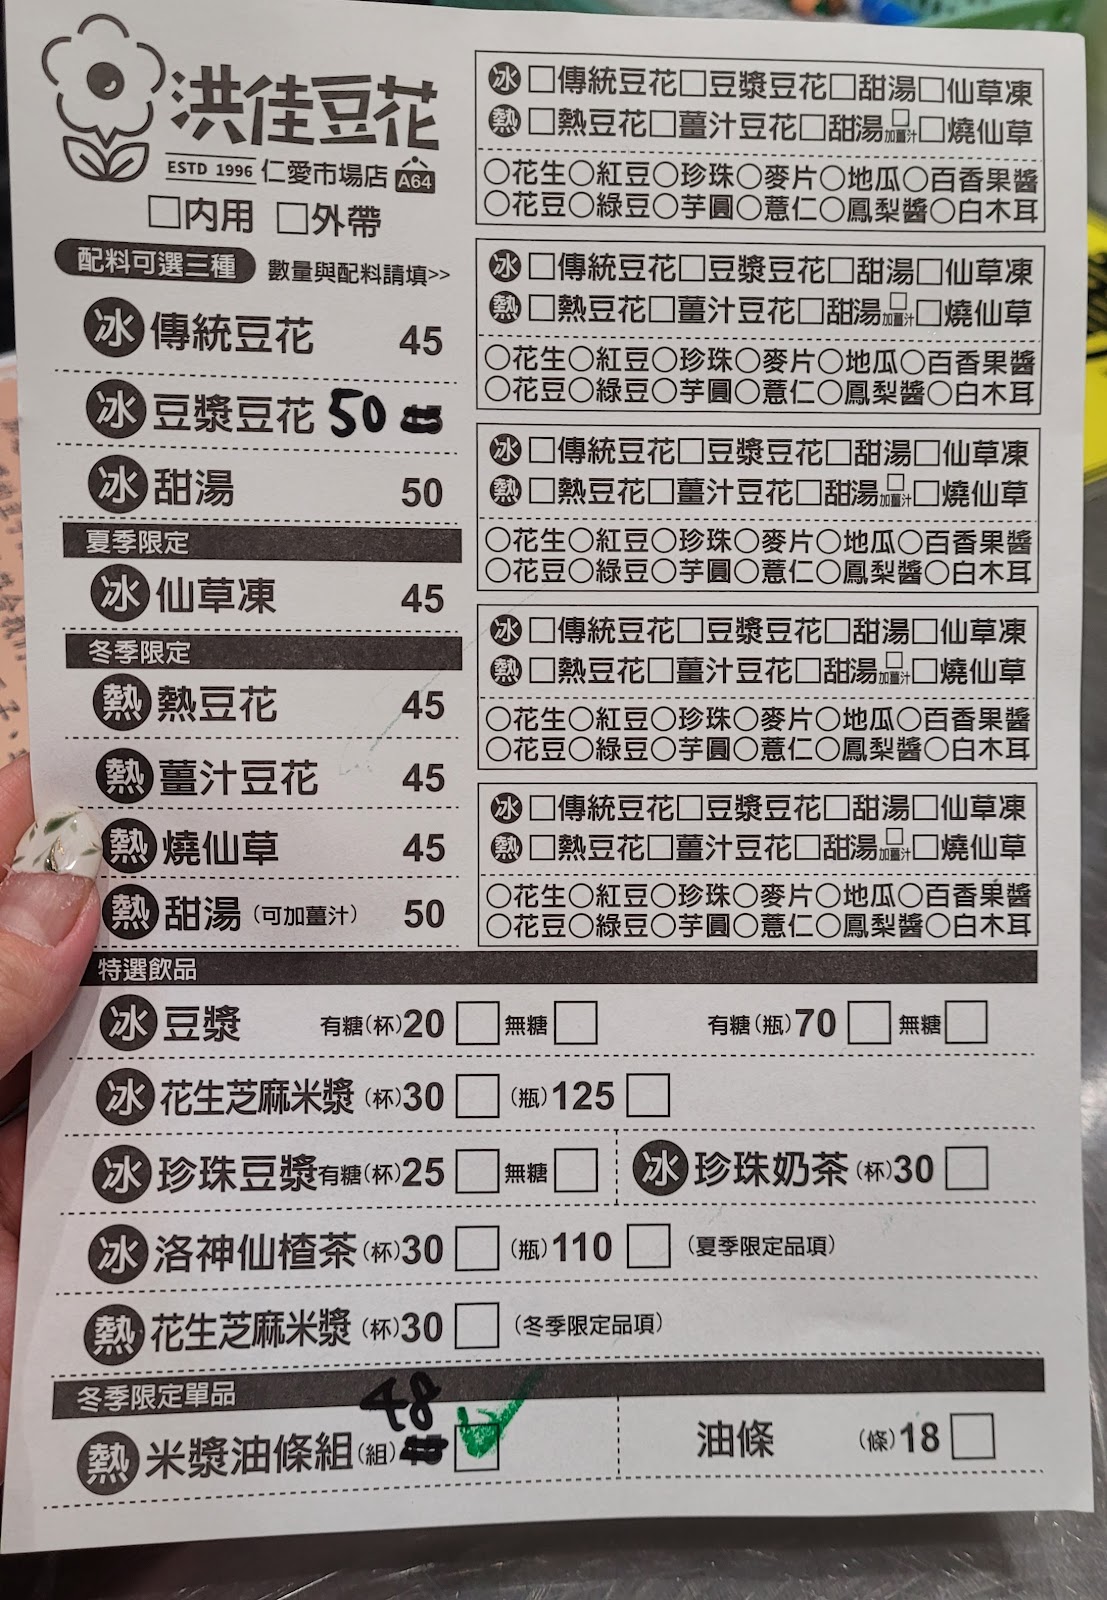 洪佳豆花
ESTD 1996 仁愛市場店 A64
□內用 □外帶
配料可選三種 數量與配料請填>>
冰 傳統豆花 45
冰 豆漿豆花 50
冰 甜湯 50
夏季限定
冰 仙草凍 45
冬季限定
熱 熱豆花 45
熱 薑汁豆花 45
熱 燒仙草 45
熱 甜湯（可加薑汁） 50
冰 □傳統豆花□豆漿豆花□甜湯□仙草凍
熱 □熱豆花□薑汁豆花□甜湯□加薑汁□燒仙草
○花生○紅豆○珍珠○麥片○地瓜○百香果醬
○花豆○綠豆○芋圓○薏仁○鳳梨醬○白木耳
冰 □傳統豆花□豆漿豆花□甜湯□仙草凍
熱 □熱豆花□薑汁豆花□甜湯□加薑汁□燒仙草
○花生○紅豆○珍珠○麥片○地瓜○百香果醬
○花豆○綠豆○芋圓○薏仁○鳳梨醬○白木耳
冰 □傳統豆花□豆漿豆花□甜湯□仙草凍
熱 □熱豆花□薑汁豆花□甜湯□加薑汁□燒仙草
○花生○紅豆○珍珠○麥片○地瓜○百香果醬
○花豆○綠豆○芋圓○薏仁○鳳梨醬○白木耳
冰 □傳統豆花□豆漿豆花□甜湯□仙草凍
熱 □熱豆花□薑汁豆花□甜湯□加薑汁□燒仙草
○花生○紅豆○珍珠○麥片○地瓜○百香果醬
○花豆○綠豆○芋圓○薏仁○鳳梨醬○白木耳
冰 □傳統豆花□豆漿豆花□甜湯□仙草凍
熱 □熱豆花□薑汁豆花□甜湯□加薑汁□燒仙草
○花生○紅豆○珍珠○麥片○地瓜○百香果醬
○花豆○綠豆○芋圓○薏仁○鳳梨醬○白木耳
特選飲品
冰 豆漿 有糖(杯)20 □ 無糖□ 有糖(瓶)70 □ 無糖□
冰 花生芝麻米漿(杯)30 □ (瓶)125 □
冰 珍珠豆漿有糖(杯)25 □ 無糖□ 冰 珍珠奶茶(杯)30 □
冰 洛神仙楂茶(杯)30 □ (瓶)110 □ (夏季限定品項)
熱 花生芝麻米漿(杯)30 □ (冬季限定品項)
冬季限定單品
熱 米漿油條組(組) 48 ☑ 油條 (條)18 □